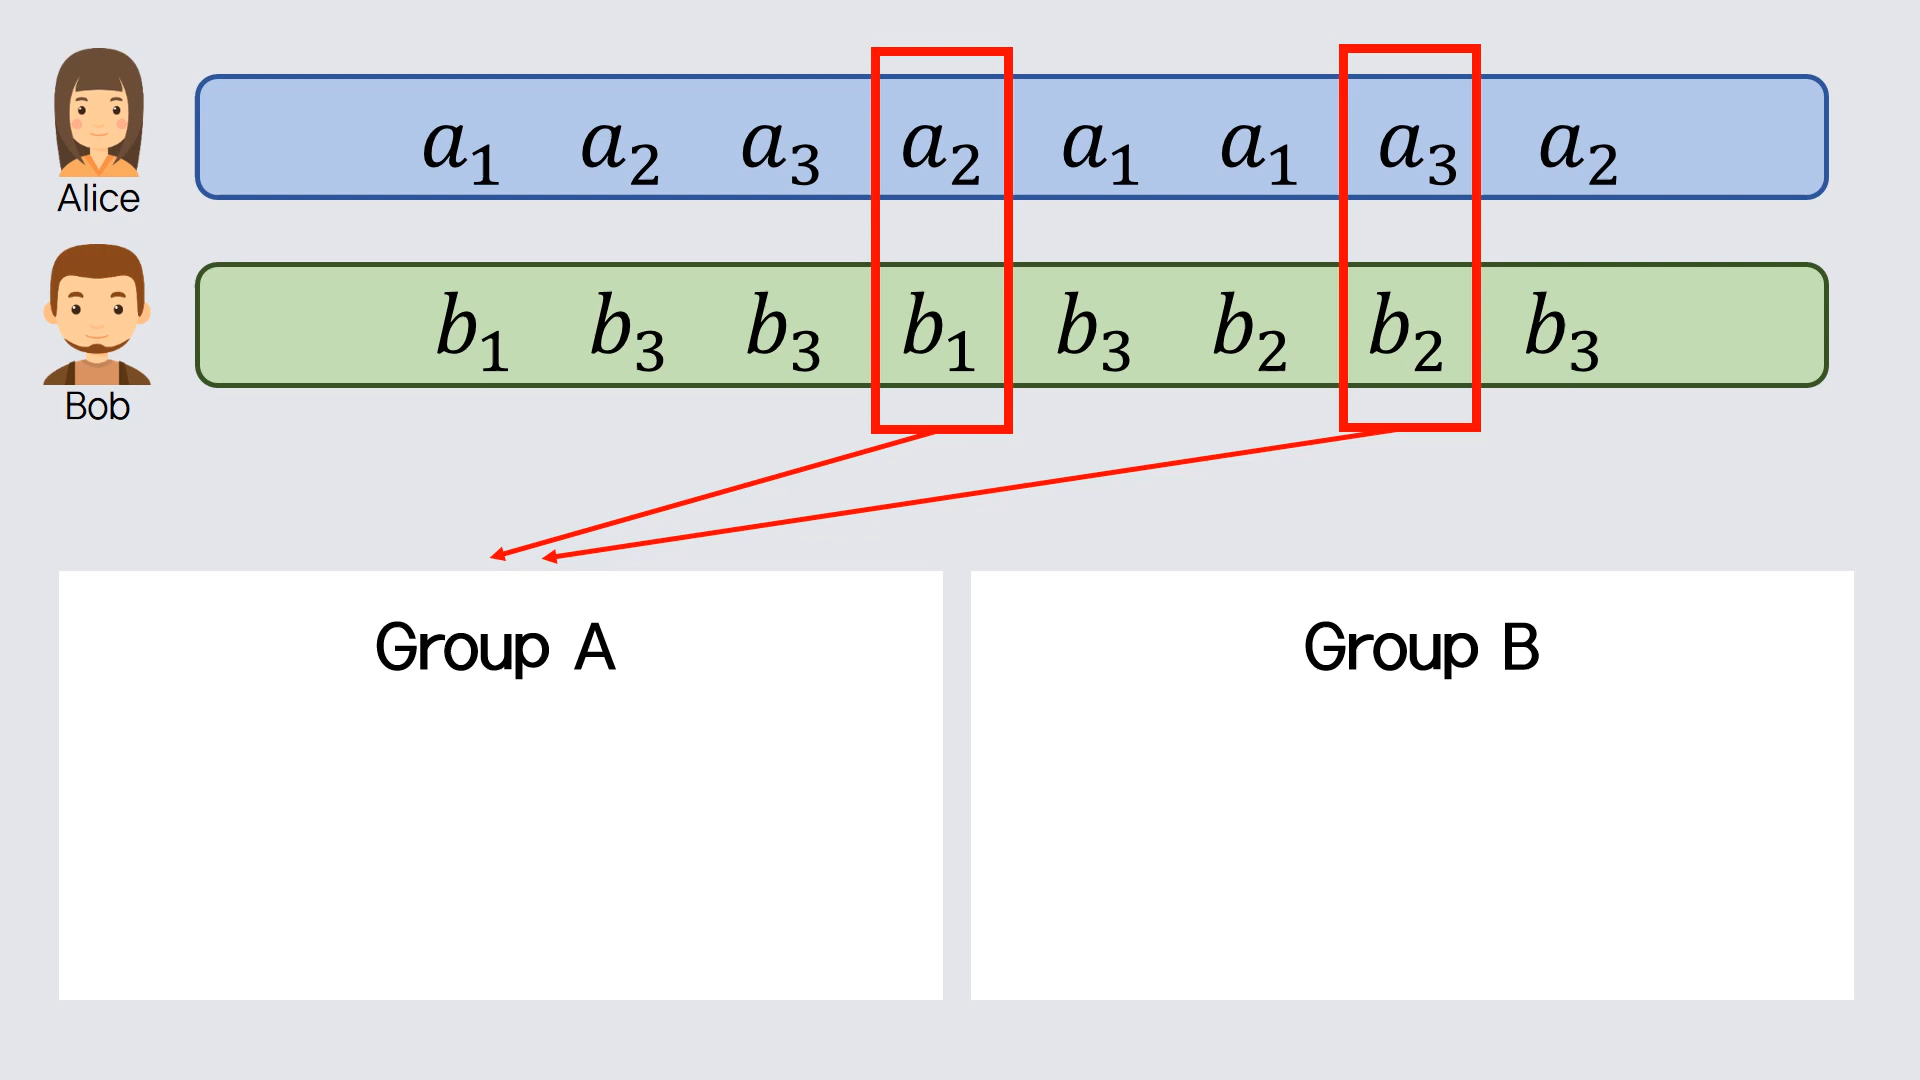 a₁ a₂ a₃ a₂ a₁ a₁ a₃ a₂
Alice
b₁ b₃ b₃ b₁ b₃ b₂ b₂ b₃
Bob
Group A
Group B